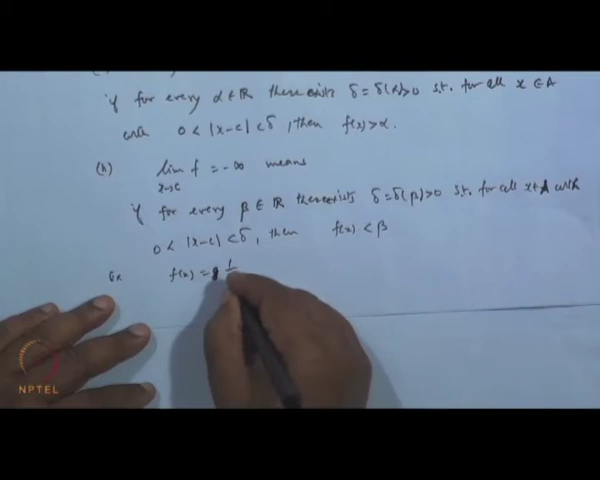 if for every α ∈ ℝ there exists δ = δ(α) > 0 s.t. for all x ∈ A
with 0 < |x-c| < δ, then f(x) > α.
lim f = -∞ means
x→c
if for every β ∈ ℝ there exists δ = δ(β) > 0 s.t. for all x ∈ A with
0 < |x-c| < δ, then f(x) < β
Ex f(x) = 1
NPTEL